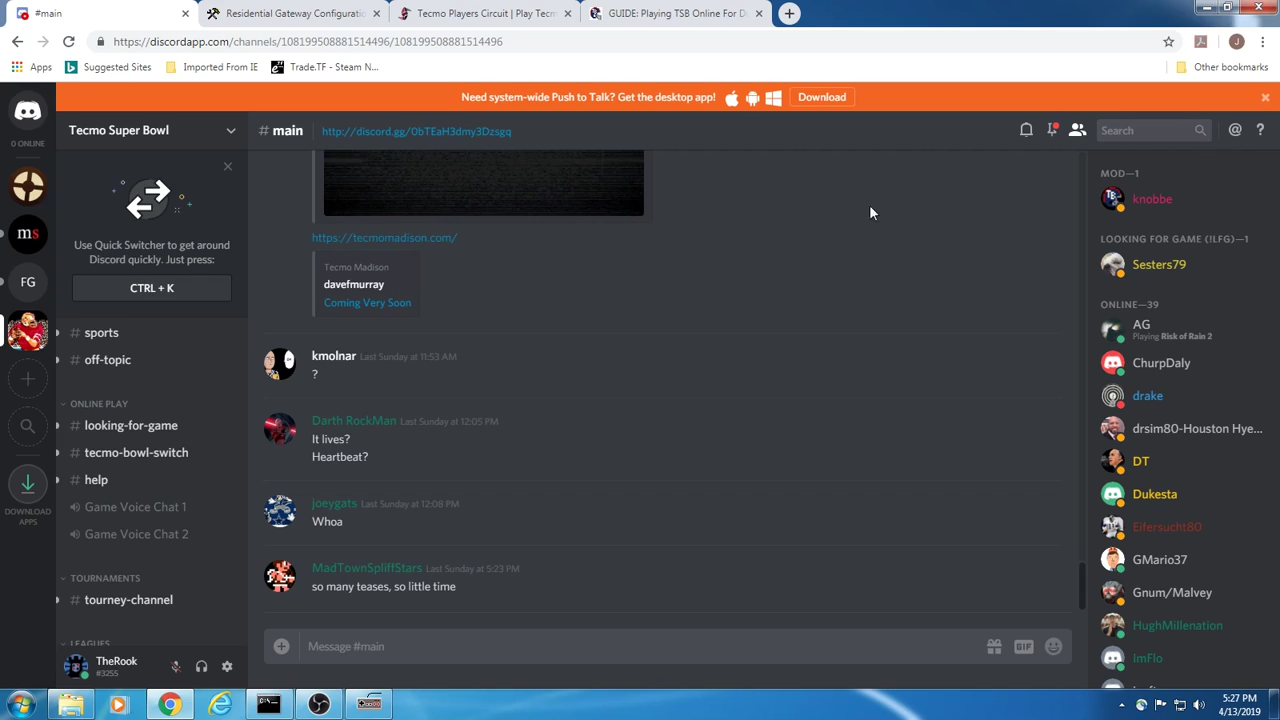 #main
Residential Gateway Configuratio
Tecmo Players Circuit | Play Tecm
GUIDE: Playing TSB Online For Du
https://discordapp.com/channels/108199508881514496/108199508881514496
J
Apps
Suggested Sites
Imported From IE
Trade.TF - Steam N...
Other bookmarks
Need system-wide Push to Talk? Get the desktop app!
Download
0 ONLINE
ms
FG
DOWNLOAD
APPS
Tecmo Super Bowl
Use Quick Switcher to get around
Discord quickly. Just press:
CTRL + K
# sports
# off-topic
ONLINE PLAY
# looking-for-game
# tecmo-bowl-switch
# help
Game Voice Chat 1
Game Voice Chat 2
TOURNAMENTS
# tourney-channel
LEAGUES
TheRook
#3255
# main
http://discord.gg/0bTEaH3dmy3Dzsgq
Search
https://tecmomadison.com/
Tecmo Madison
davefmurray
Coming Very Soon
kmolnar Last Sunday at 11:53 AM
?
Darth RockMan Last Sunday at 12:05 PM
It lives?
Heartbeat?
joeygats Last Sunday at 12:08 PM
Whoa
MadTownSpliffStars Last Sunday at 5:23 PM
so many teases, so little time
Message #main
GIF
MOD—1
knobbe
LOOKING FOR GAME (!LFG)—1
Sesters79
ONLINE—39
AG
Playing Risk of Rain 2
ChurpDaly
drake
drsim80-Houston Hye...
DT
Dukesta
Eifersucht80
GMario37
Gnum/Malvey
HughMillenation
ImFlo
5:27 PM
4/13/2019